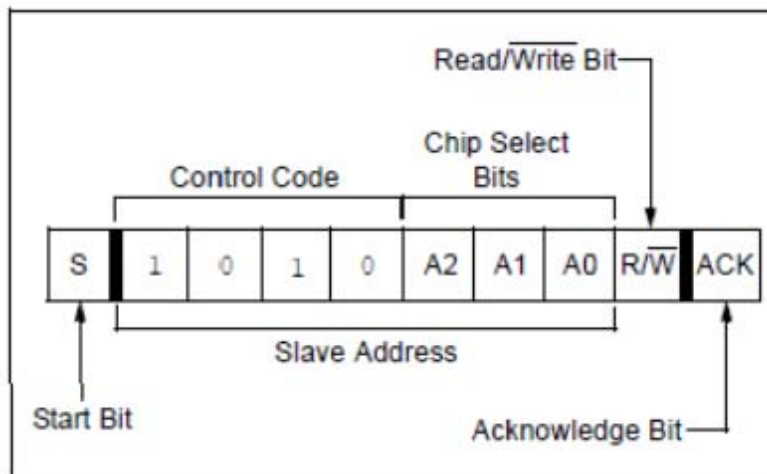 Read/Write Bit
Chip Select
Control Code Bits
S 1 0 1 0 A2 A1 A0 R/W ACK
Slave Address
Start Bit
Acknowledge Bit